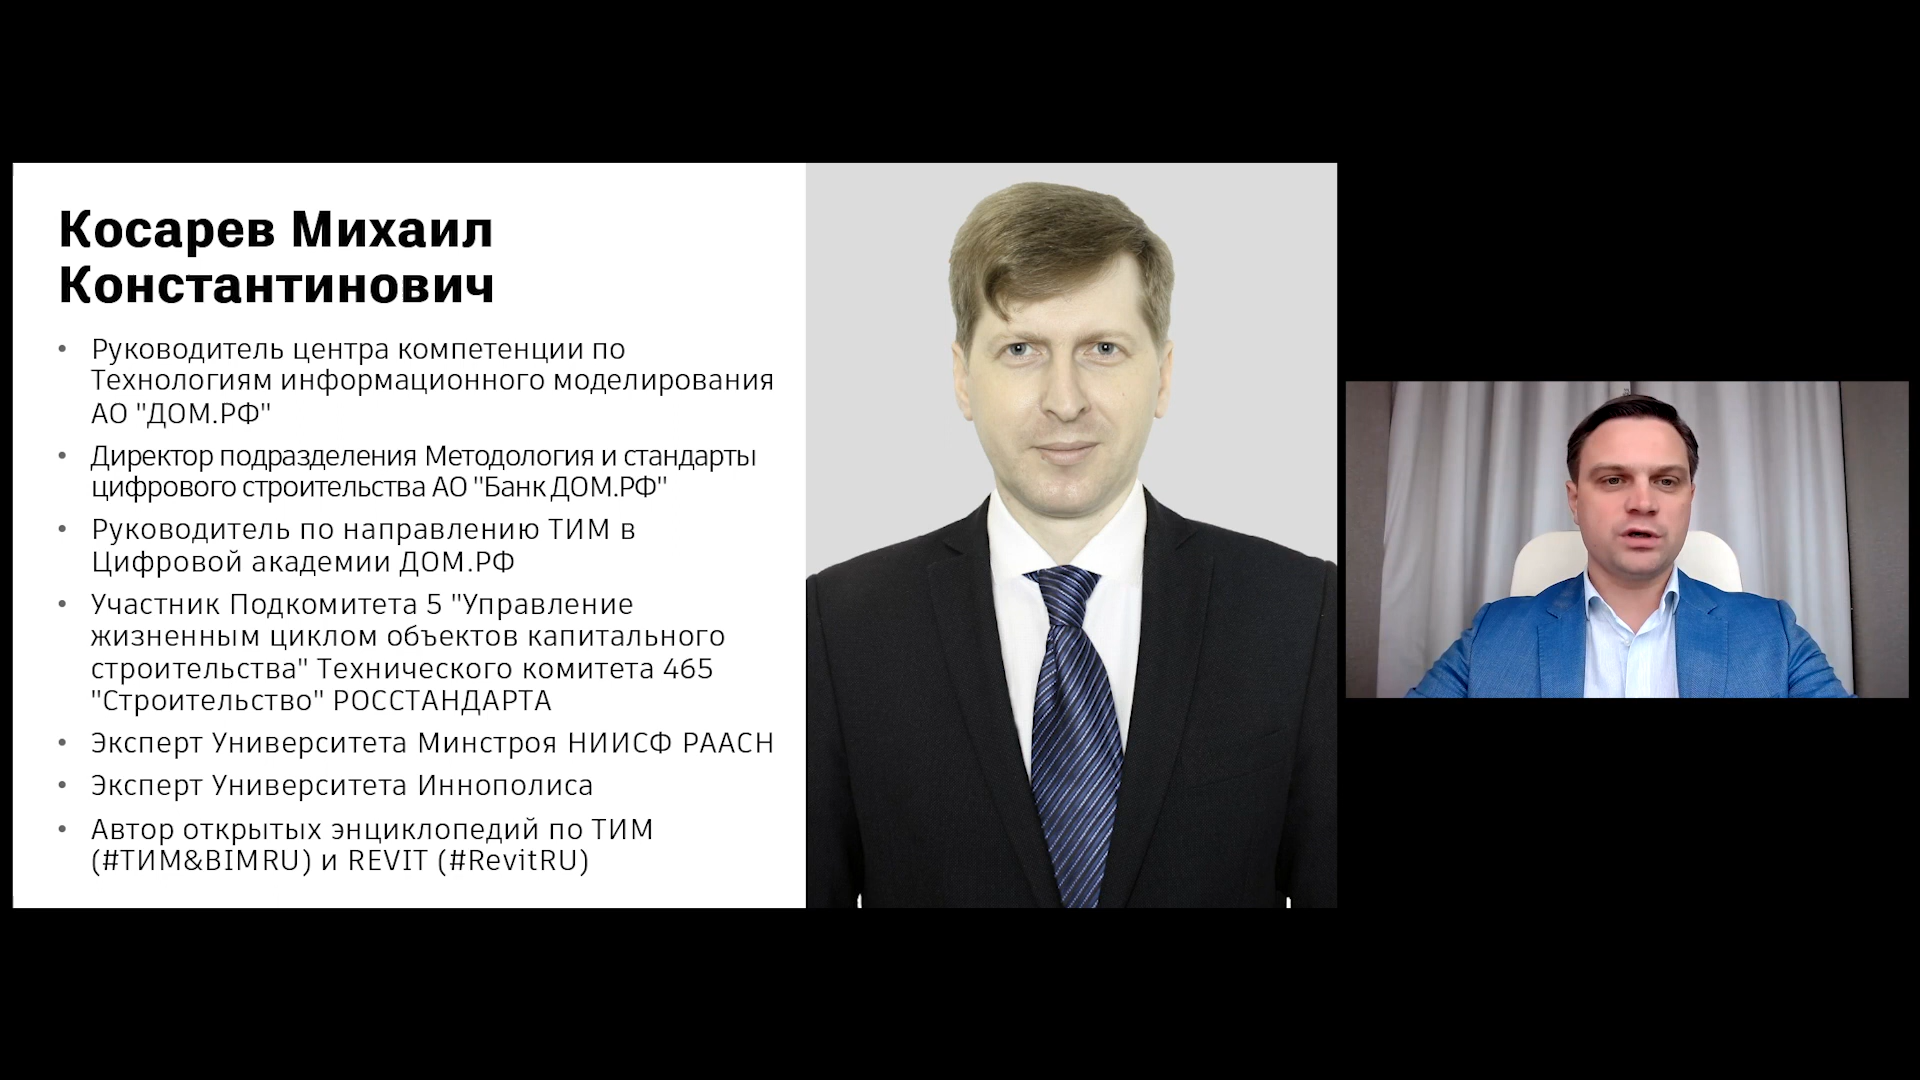 Косарев Михаил
Константинович
• Руководитель центра компетенции по
Технологиям информационного моделирования
АО "ДОМ.РФ"
• Директор подразделения Методология и стандарты
цифрового строительства АО "Банк ДОМ.РФ"
• Руководитель по направлению ТИМ в
Цифровой академии ДОМ.РФ
• Участник Подкомитета 5 "Управление
жизненным циклом объектов капитального
строительства" Технического комитета 465
"Строительство" РОССТАНДАРТА
• Эксперт Университета Минстроя НИИСФ РААСН
• Эксперт Университета Иннополиса
• Автор открытых энциклопедий по ТИМ
(#ТИМ&BIMRU) и REVIT (#RevitRU)